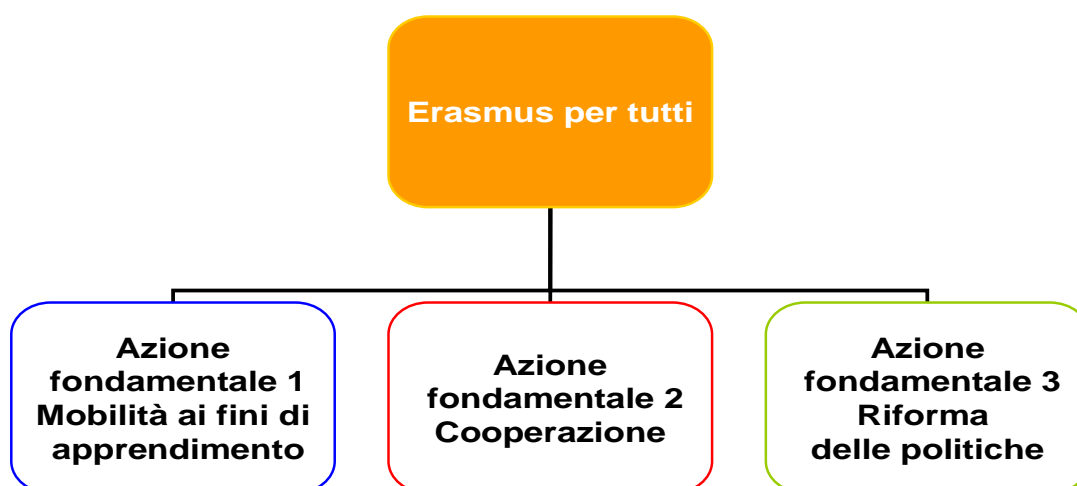 Erasmus per tutti
Azione
fondamentale 1
Mobilità ai fini di
apprendimento
Azione
fondamentale 2
Cooperazione
Azione
fondamentale 3
Riforma
delle politiche